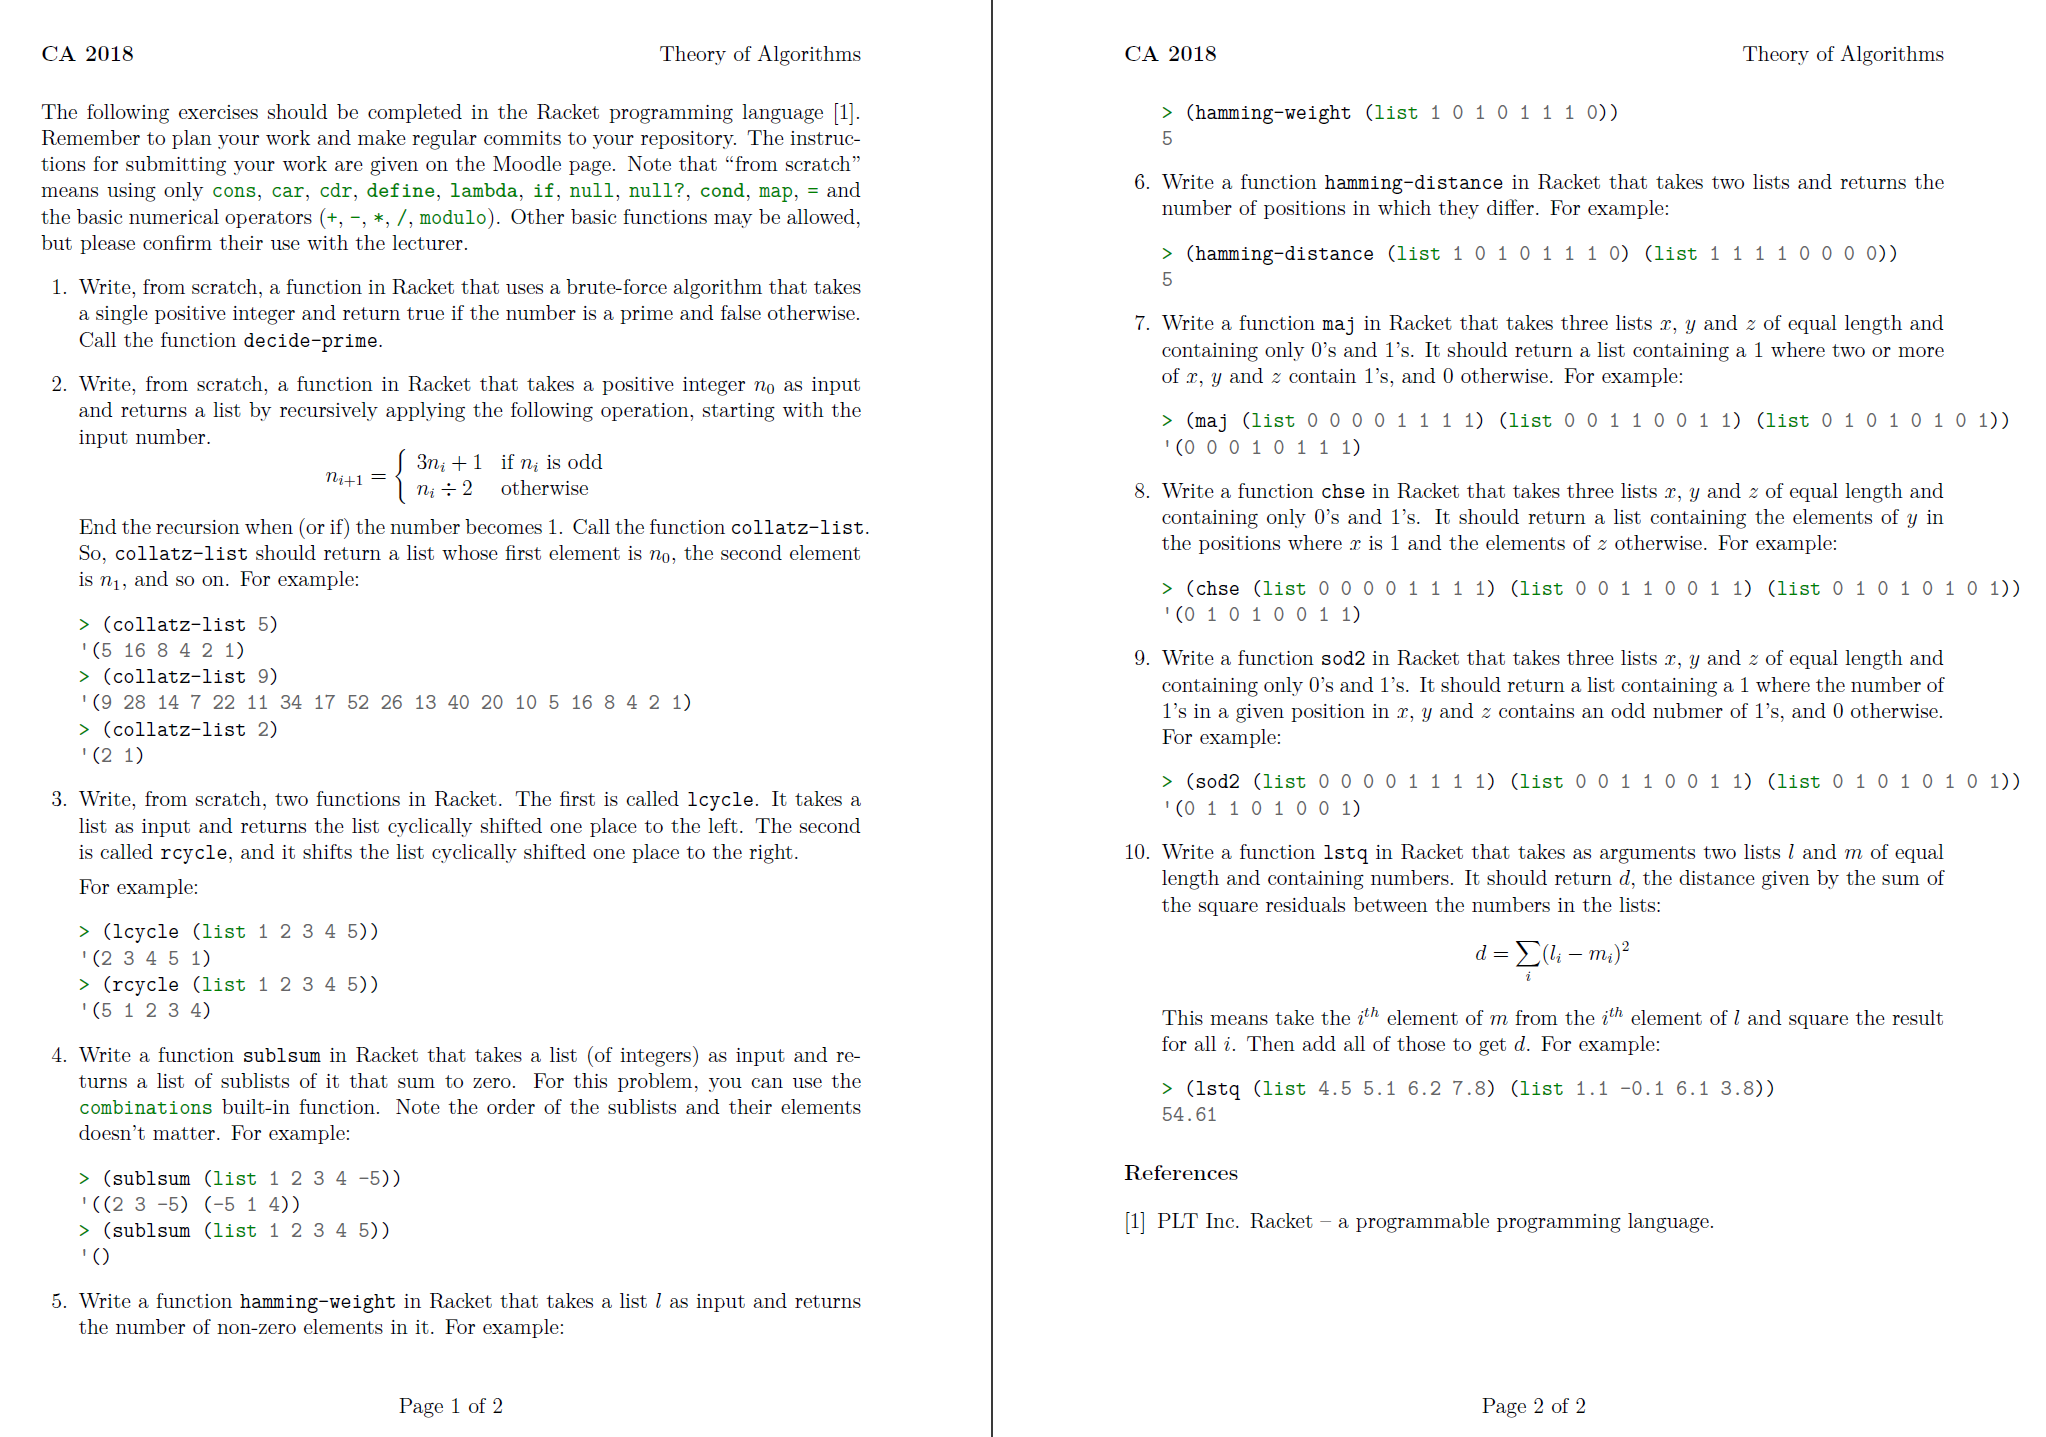 CA 2018 Theory of Algorithms
The following exercises should be completed in the Racket programming language [1].
Remember to plan your work and make regular commits to your repository. The instruc-
tions for submitting your work are given on the Moodle page. Note that “from scratch”
means using only cons, car, cdr, define, lambda, if, null, null?, cond, map, = and
the basic numerical operators (+, -, *, /, modulo). Other basic functions may be allowed,
but please confirm their use with the lecturer.
1. Write, from scratch, a function in Racket that uses a brute-force algorithm that takes
a single positive integer and return true if the number is a prime and false otherwise.
Call the function decide-prime.
2. Write, from scratch, a function in Racket that takes a positive integer n₀ as input
and returns a list by recursively applying the following operation, starting with the
input number.
nᵢ₊₁ = { 3nᵢ + 1 if nᵢ is odd
nᵢ ÷ 2 otherwise
End the recursion when (or if) the number becomes 1. Call the function collatz-list.
So, collatz-list should return a list whose first element is n₀, the second element
is n₁, and so on. For example:
> (collatz-list 5)
'(5 16 8 4 2 1)
> (collatz-list 9)
'(9 28 14 7 22 11 34 17 52 26 13 40 20 10 5 16 8 4 2 1)
> (collatz-list 2)
'(2 1)
3. Write, from scratch, two functions in Racket. The first is called lcycle. It takes a
list as input and returns the list cyclically shifted one place to the left. The second
is called rcycle, and it shifts the list cyclically shifted one place to the right.
For example:
> (lcycle (list 1 2 3 4 5))
'(2 3 4 5 1)
> (rcycle (list 1 2 3 4 5))
'(5 1 2 3 4)
4. Write a function sublsum in Racket that takes a list (of integers) as input and re-
turns a list of sublists of it that sum to zero. For this problem, you can use the
combinations built-in function. Note the order of the sublists and their elements
doesn’t matter. For example:
> (sublsum (list 1 2 3 4 -5))
'((2 3 -5) (-5 1 4))
> (sublsum (list 1 2 3 4 5))
'()
5. Write a function hamming-weight in Racket that takes a list l as input and returns
the number of non-zero elements in it. For example:
Page 1 of 2
CA 2018 Theory of Algorithms
> (hamming-weight (list 1 0 1 0 1 1 1 0))
5
6. Write a function hamming-distance in Racket that takes two lists and returns the
number of positions in which they differ. For example:
> (hamming-distance (list 1 0 1 0 1 1 1 0) (list 1 1 1 1 0 0 0 0))
5
7. Write a function maj in Racket that takes three lists x, y and z of equal length and
containing only 0’s and 1’s. It should return a list containing a 1 where two or more
of x, y and z contain 1’s, and 0 otherwise. For example:
> (maj (list 0 0 0 0 1 1 1 1) (list 0 0 1 1 0 0 1 1) (list 0 1 0 1 0 1 0 1))
'(0 0 0 1 0 1 1 1)
8. Write a function chse in Racket that takes three lists x, y and z of equal length and
containing only 0’s and 1’s. It should return a list containing the elements of y in
the positions where x is 1 and the elements of z otherwise. For example:
> (chse (list 0 0 0 0 1 1 1 1) (list 0 0 1 1 0 0 1 1) (list 0 1 0 1 0 1 0 1))
'(0 1 0 1 0 0 1 1)
9. Write a function sod2 in Racket that takes three lists x, y and z of equal length and
containing only 0’s and 1’s. It should return a list containing a 1 where the number of
1’s in a given position in x, y and z contains an odd nubmer of 1’s, and 0 otherwise.
For example:
> (sod2 (list 0 0 0 0 1 1 1 1) (list 0 0 1 1 0 0 1 1) (list 0 1 0 1 0 1 0 1))
'(0 1 1 0 1 0 0 1)
10. Write a function lstq in Racket that takes as arguments two lists l and m of equal
length and containing numbers. It should return d, the distance given by the sum of
the square residuals between the numbers in the lists:
d = ∑ᵢ(lᵢ − mᵢ)²
This means take the iᵗʰ element of m from the iᵗʰ element of l and square the result
for all i. Then add all of those to get d. For example:
> (lstq (list 4.5 5.1 6.2 7.8) (list 1.1 -0.1 6.1 3.8))
54.61
References
[1] PLT Inc. Racket – a programmable programming language.
Page 2 of 2